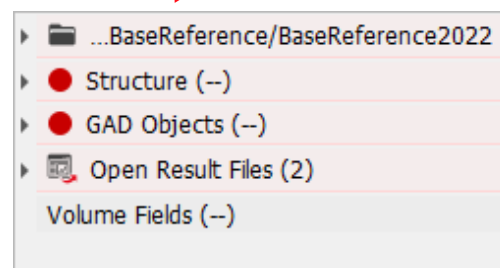 ...BaseReference/BaseReference2022
Structure (--)
GAD Objects (--)
Open Result Files (2)
Volume Fields (--)